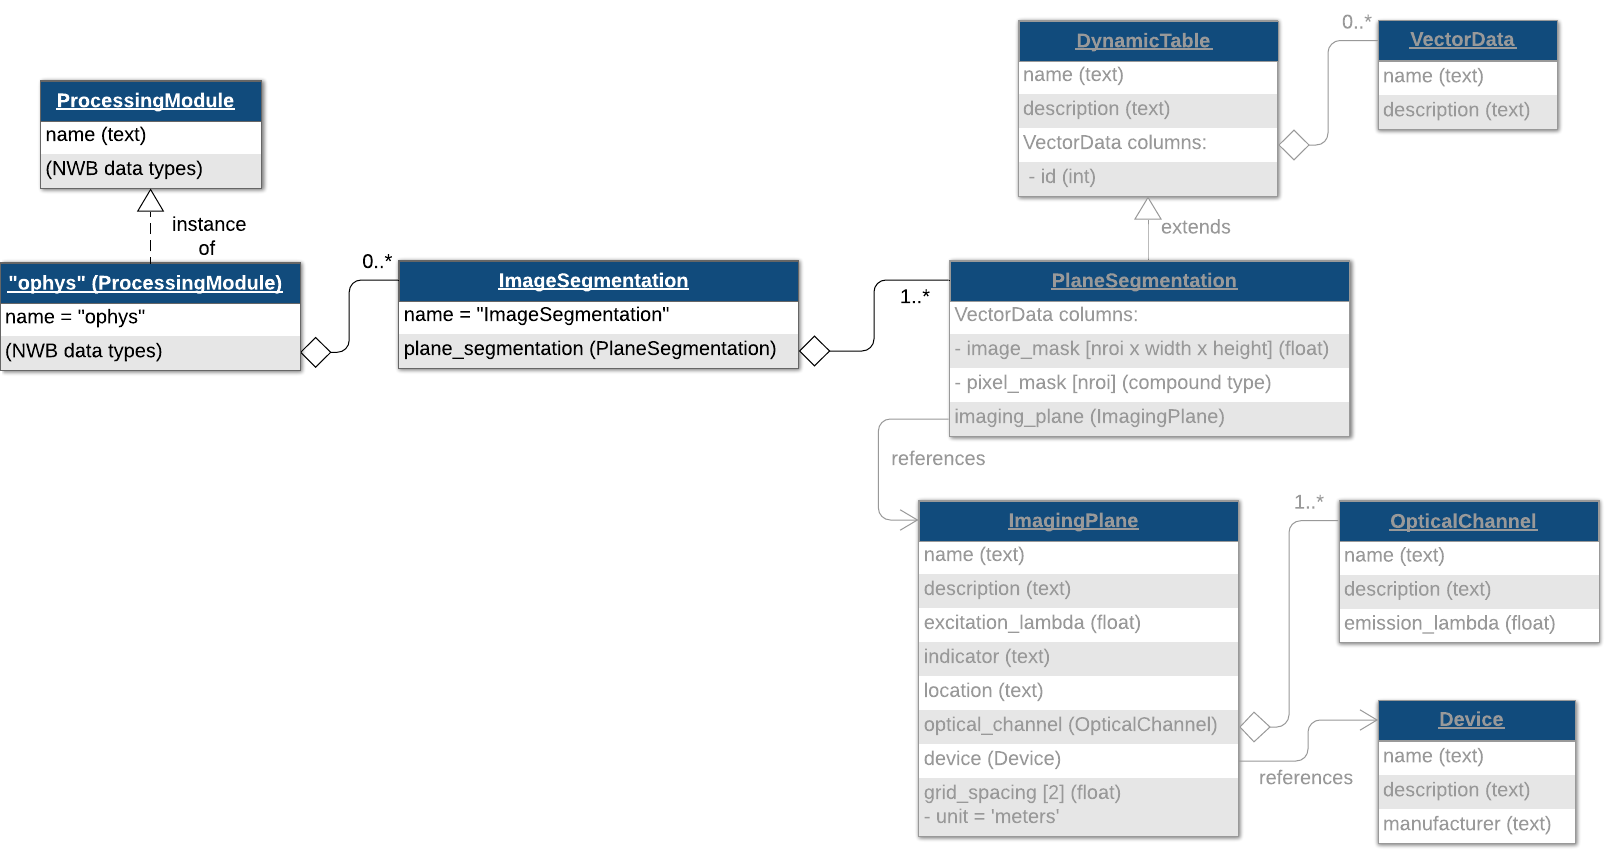 ProcessingModule
name (text)
(NWB data types)
instance
of
"ophys" (ProcessingModule)
name = "ophys"
(NWB data types)
0..*
ImageSegmentation
name = "ImageSegmentation"
plane_segmentation (PlaneSegmentation)
1..*
DynamicTable
name (text)
description (text)
VectorData columns:
- id (int)
0..*
VectorData
name (text)
description (text)
extends
PlaneSegmentation
VectorData columns:
- image_mask [nroi x width x height] (float)
- pixel_mask [nroi] (compound type)
imaging_plane (ImagingPlane)
references
ImagingPlane
name (text)
description (text)
excitation_lambda (float)
indicator (text)
location (text)
optical_channel (OpticalChannel)
device (Device)
grid_spacing [2] (float)
- unit = 'meters'
1..*
OpticalChannel
name (text)
description (text)
emission_lambda (float)
references
Device
name (text)
description (text)
manufacturer (text)